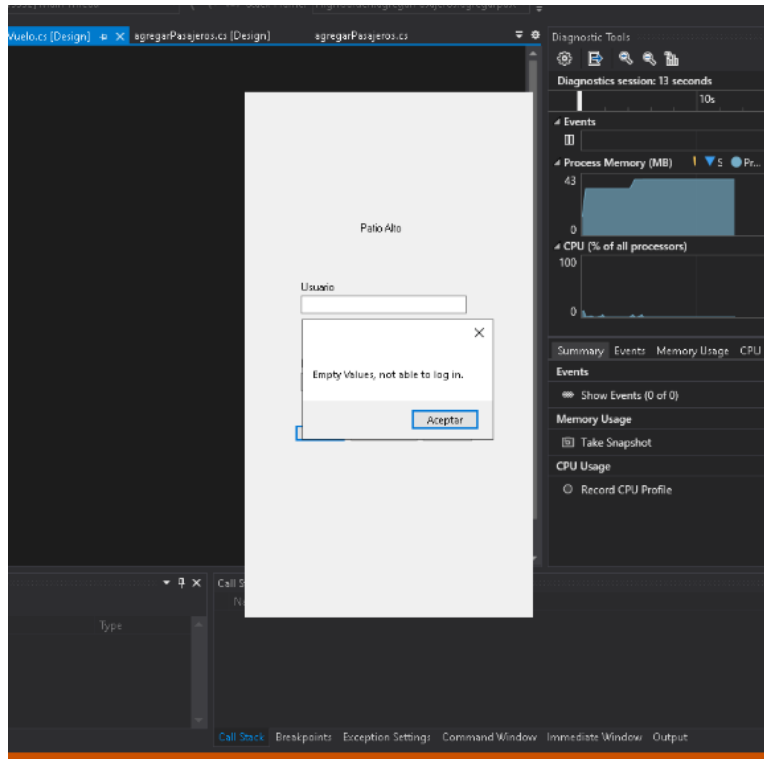 Vuelo.cs [Design]
agregarPasajeros.cs [Design]
agregarPasajeros.cs
Diagnostic Tools
Diagnostics session: 13 seconds
10s
Events
Process Memory (MB)
S
Pr...
43
0
CPU (% of all processors)
100
0
Patio Alto
Usuario
Empty Values, not able to log in.
Aceptar
Summary Events Memory Usage CPU
Events
Show Events (0 of 0)
Memory Usage
Take Snapshot
CPU Usage
Record CPU Profile
Call S
Type
Call Stack Breakpoints Exception Settings Command Window Immediate Window Output